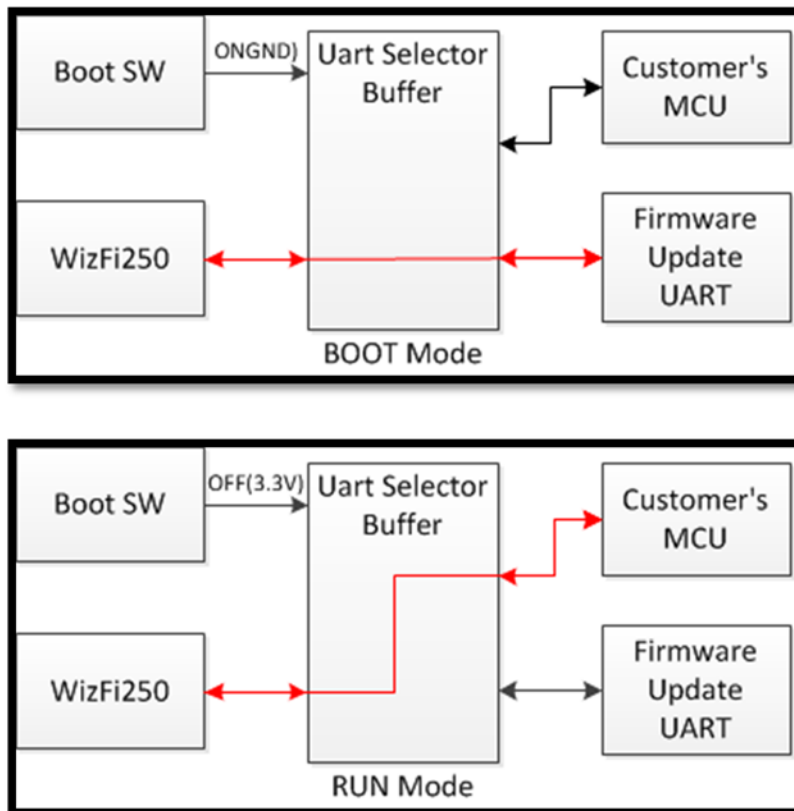 Boot SW
ONGND)
Uart Selector
Buffer
Customer's
MCU
WizFi250
Firmware
Update
UART
BOOT Mode
Boot SW
OFF(3.3V)
Uart Selector
Buffer
Customer's
MCU
WizFi250
Firmware
Update
UART
RUN Mode